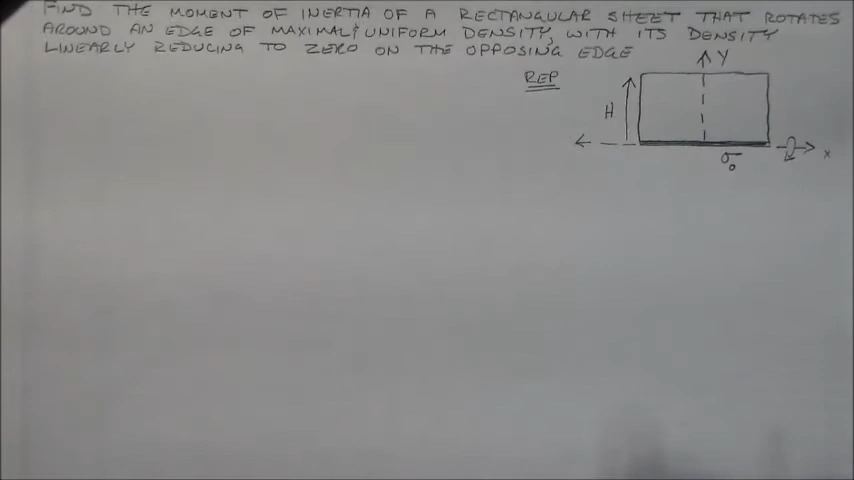 FIND THE MOMENT OF INERTIA OF A RECTANGULAR SHEET THAT ROTATES
AROUND AN EDGE OF MAXIMAL & UNIFORM DENSITY, WITH ITS DENSITY
LINEARLY REDUCING TO ZERO ON THE OPPOSING EDGE
REP
Y
H
σ₀
x